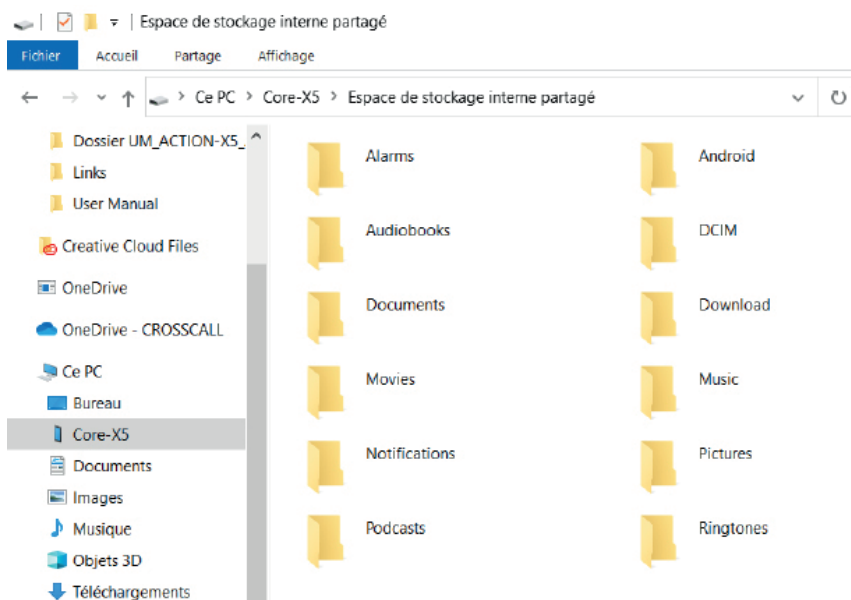 Espace de stockage interne partagé
Fichier Accueil Partage Affichage
Ce PC > Core-X5 > Espace de stockage interne partagé
Dossier UM_ACTION-X5_.
Links
User Manual
Creative Cloud Files
OneDrive
OneDrive - CROSSCALL
Ce PC
Bureau
Core-X5
Documents
Images
Musique
Objets 3D
Téléchargements
Alarms Android
Audiobooks DCIM
Documents Download
Movies Music
Notifications Pictures
Podcasts Ringtones